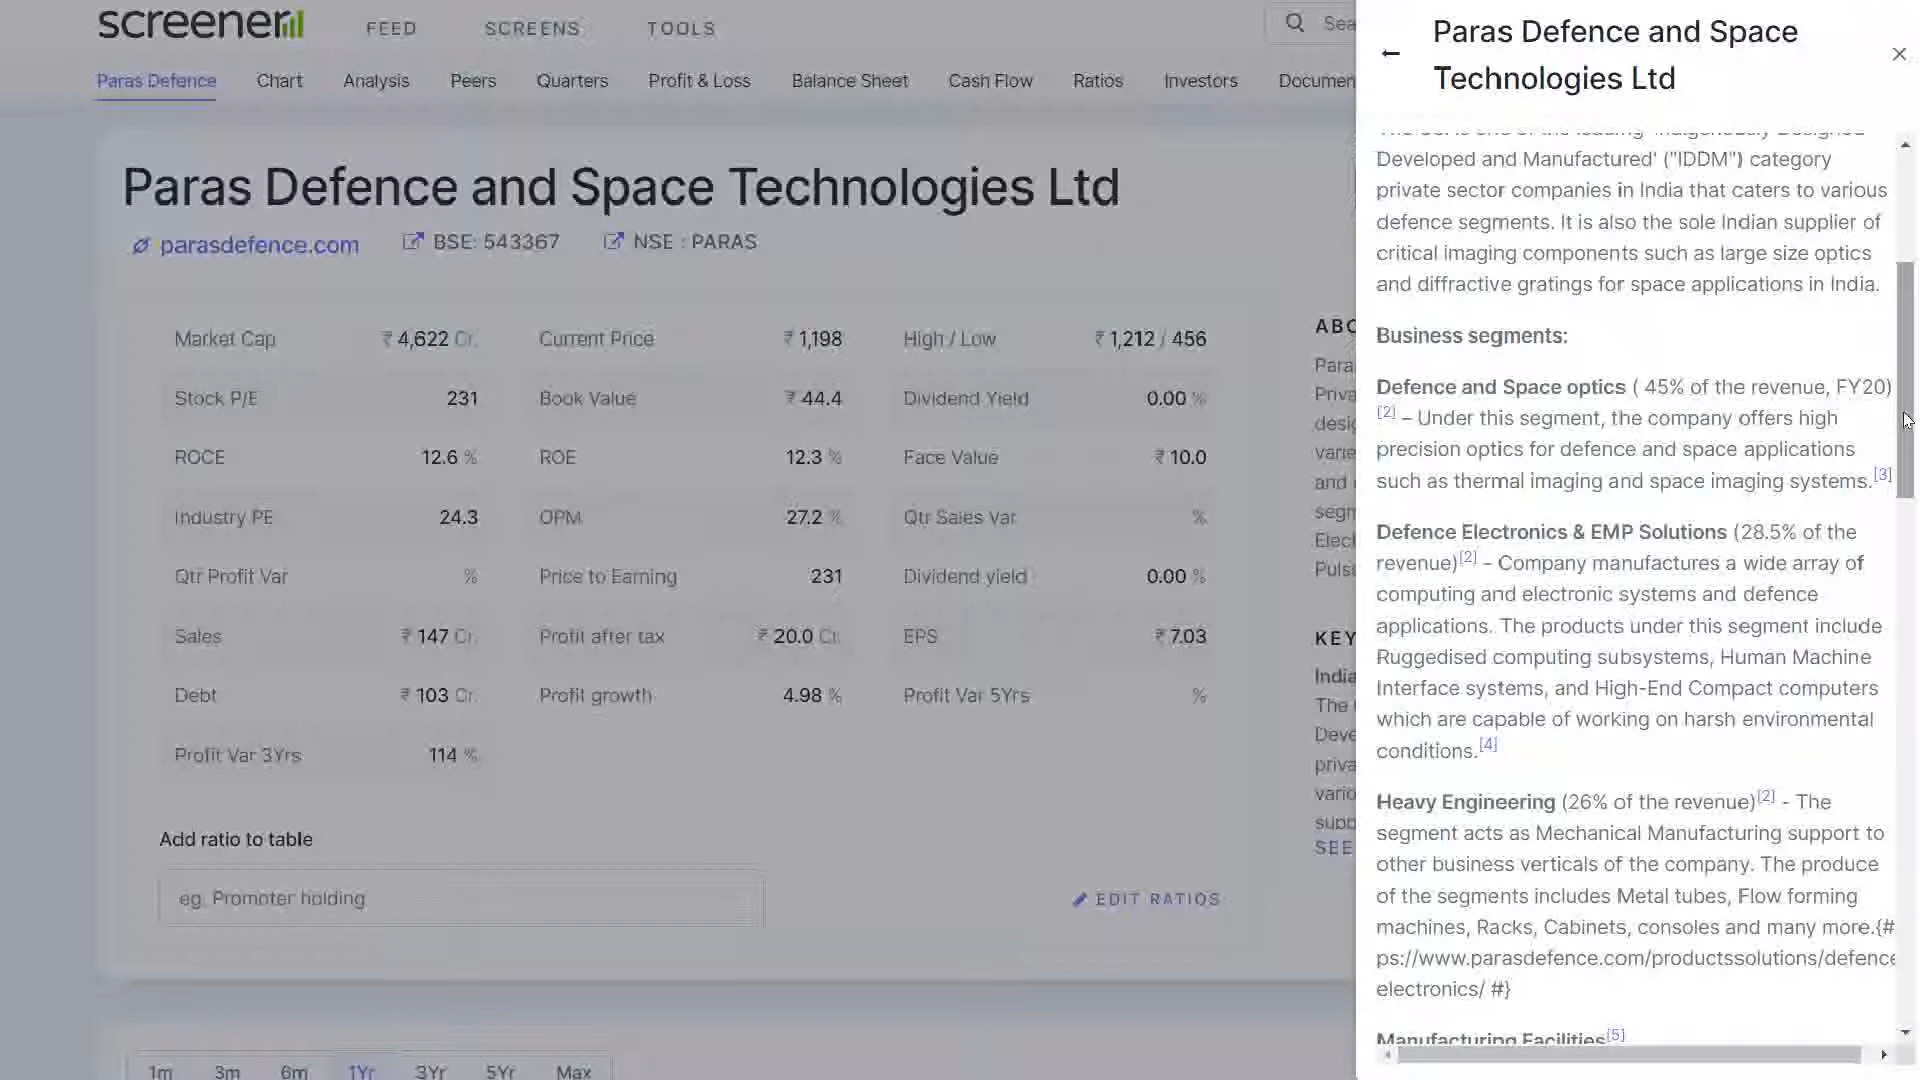 screener
FEED
SCREENS
TOOLS
Sea
Paras Defence
Chart
Analysis
Peers
Quarters
Profit & Loss
Balance Sheet
Cash Flow
Ratios
Investors
Documen
Paras Defence and Space Technologies Ltd
parasdefence.com
BSE: 543367
NSE : PARAS
Market Cap ₹ 4,622 Cr.
Current Price ₹ 1,198
High / Low ₹ 1,212 / 456
Stock P/E 231
Book Value ₹ 44.4
Dividend Yield 0.00 %
ROCE 12.6 %
ROE 12.3 %
Face Value ₹ 10.0
Industry PE 24.3
OPM 27.2 %
Qtr Sales Var %
Qtr Profit Var %
Price to Earning 231
Dividend yield 0.00 %
Sales ₹ 147 Cr.
Profit after tax ₹ 20.0 Cr.
EPS ₹ 7.03
Debt ₹ 103 Cr.
Profit growth 4.98 %
Profit Var 5Yrs %
Profit Var 3Yrs 114 %
Add ratio to table
eg. Promoter holding
EDIT RATIOS
1m 3m 6m 1Yr 3Yr 5Yr Max
ABO
Para
Priva
desig
varie
and
segm
Elect
Pulse
KEY
India
The
Deve
priva
vario
supp
SEE
Paras Defence and Space
Technologies Ltd
Developed and Manufactured' ("IDDM") category
private sector companies in India that caters to various
defence segments. It is also the sole Indian supplier of
critical imaging components such as large size optics
and diffractive gratings for space applications in India.
Business segments:
Defence and Space optics ( 45% of the revenue, FY20)
[2] – Under this segment, the company offers high
precision optics for defence and space applications
such as thermal imaging and space imaging systems.[3]
Defence Electronics & EMP Solutions (28.5% of the
revenue)[2] – Company manufactures a wide array of
computing and electronic systems and defence
applications. The products under this segment include
Ruggedised computing subsystems, Human Machine
Interface systems, and High-End Compact computers
which are capable of working on harsh environmental
conditions.[4]
Heavy Engineering (26% of the revenue)[2] - The
segment acts as Mechanical Manufacturing support to
other business verticals of the company. The produce
of the segments includes Metal tubes, Flow forming
machines, Racks, Cabinets, consoles and many more.{#
ps://www.parasdefence.com/productssolutions/defence
electronics/ #}
Manufacturing Facilities[5]